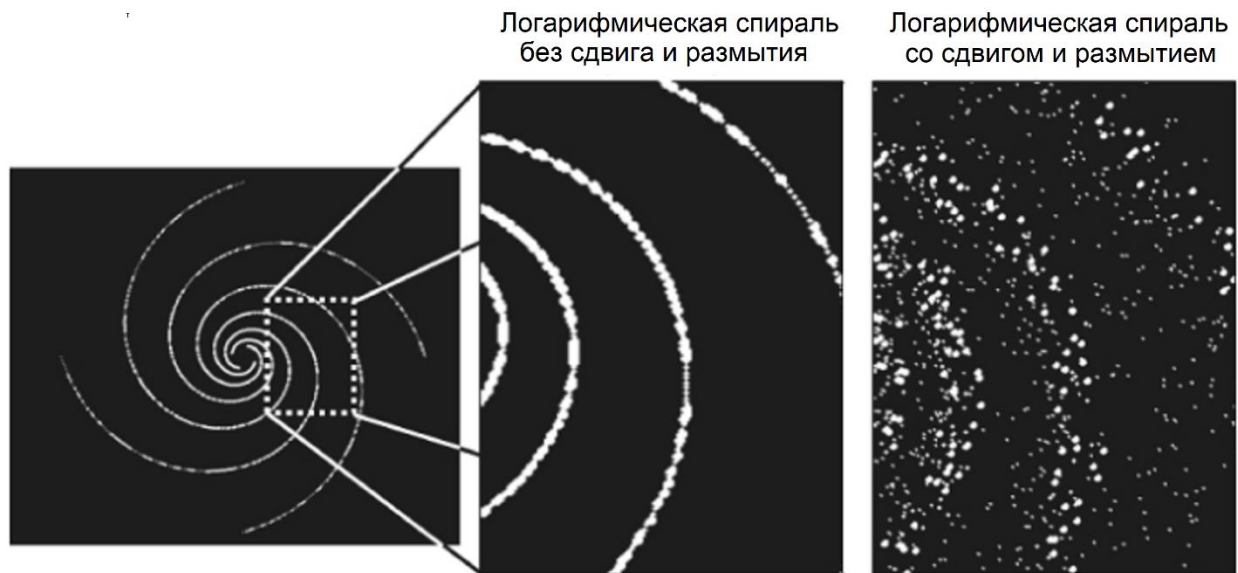 Логарифмическая спираль
без сдвига и размытия
Логарифмическая спираль
со сдвигом и размытием